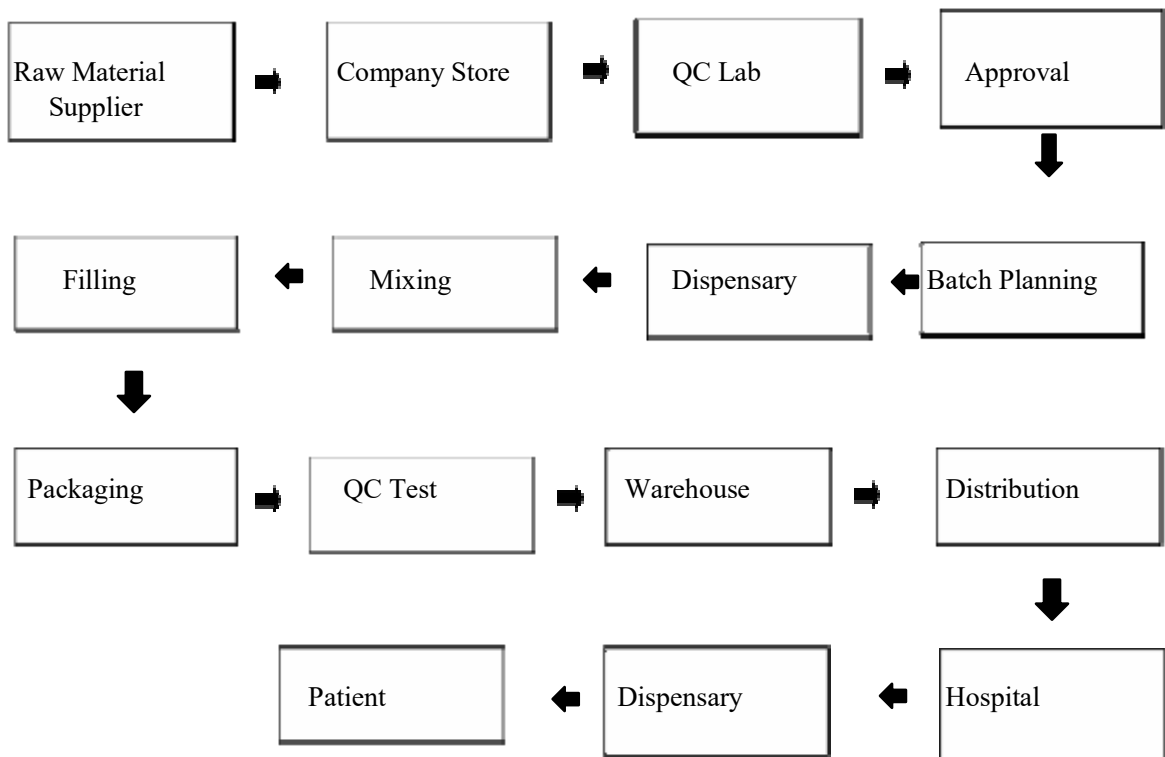 Raw Material
Supplier
Company Store
QC Lab
Approval
Filling
Mixing
Dispensary
Batch Planning
Packaging
QC Test
Warehouse
Distribution
Patient
Dispensary
Hospital